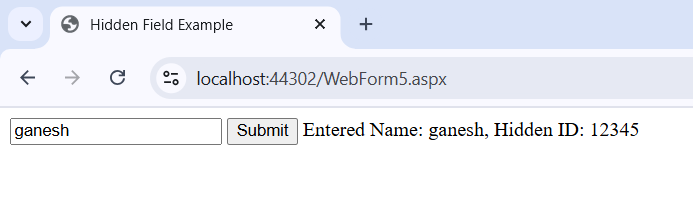 Hidden Field Example
localhost:44302/WebForm5.aspx
ganesh Submit Entered Name: ganesh, Hidden ID: 12345